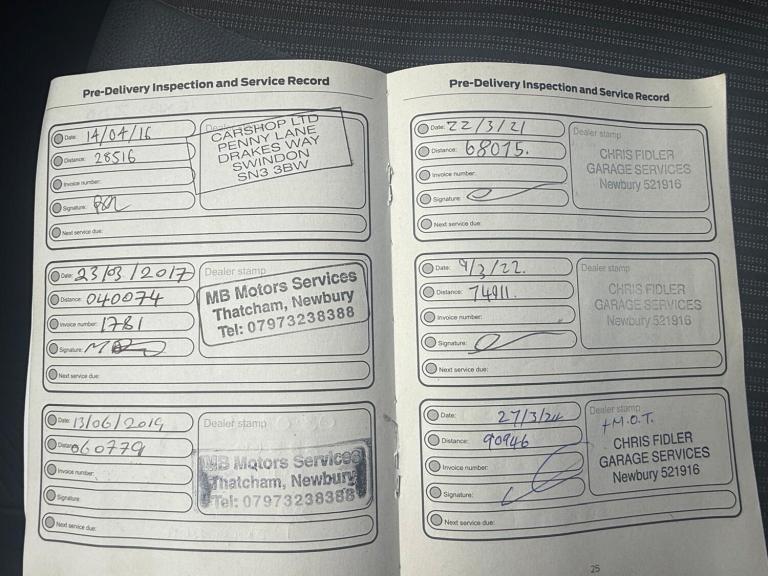 Pre-Delivery Inspection and Service Record
Date: 14/04/16
Distance: 28516
Invoice number:
Signature:
Next service due:
CARSHOP LTD
PENNY LANE
DRAKES WAY
SWINDON
SN3 3BW
Date: 23/03/2017
Distance: 040074
Invoice number: 1781
Signature:
Next service due:
Dealer stamp
MB Motors Services
Thatcham, Newbury
Tel: 07973238388
Date: 13/06/2019
Distance: 060779
Invoice number:
Signature:
Next service due:
Dealer stamp
MB Motors Services
Thatcham, Newbury
Tel: 07973238388
Pre-Delivery Inspection and Service Record
Date: 22/3/21
Distance: 68015.
Invoice number:
Signature:
Next service due:
Dealer stamp
CHRIS FIDLER
GARAGE SERVICES
Newbury 521916
Date: 9/3/22.
Distance: 74911.
Invoice number:
Signature:
Next service due:
Dealer stamp
CHRIS FIDLER
GARAGE SERVICES
Newbury 521916
Date: 27/3/24
Distance: 90946
Invoice number:
Signature:
Next service due:
Dealer stamp
+M.O.T.
CHRIS FIDLER
GARAGE SERVICES
Newbury 521916
25